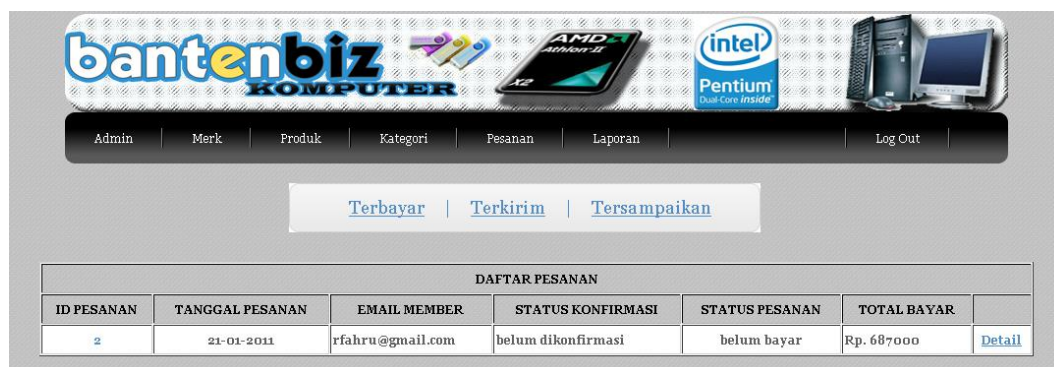 bantenbiz
KOMPUTER
AMD
Athlon II
X2
intel
Pentium
Dual-Core inside
Admin Merk Produk Kategori Pesanan Laporan Log Out
Terbayar | Terkirim | Tersampaikan
DAFTAR PESANAN
ID PESANAN TANGGAL PESANAN EMAIL MEMBER STATUS KONFIRMASI STATUS PESANAN TOTAL BAYAR
2 21-01-2011 rfahru@gmail.com belum dikonfirmasi belum bayar Rp. 687000 Detail